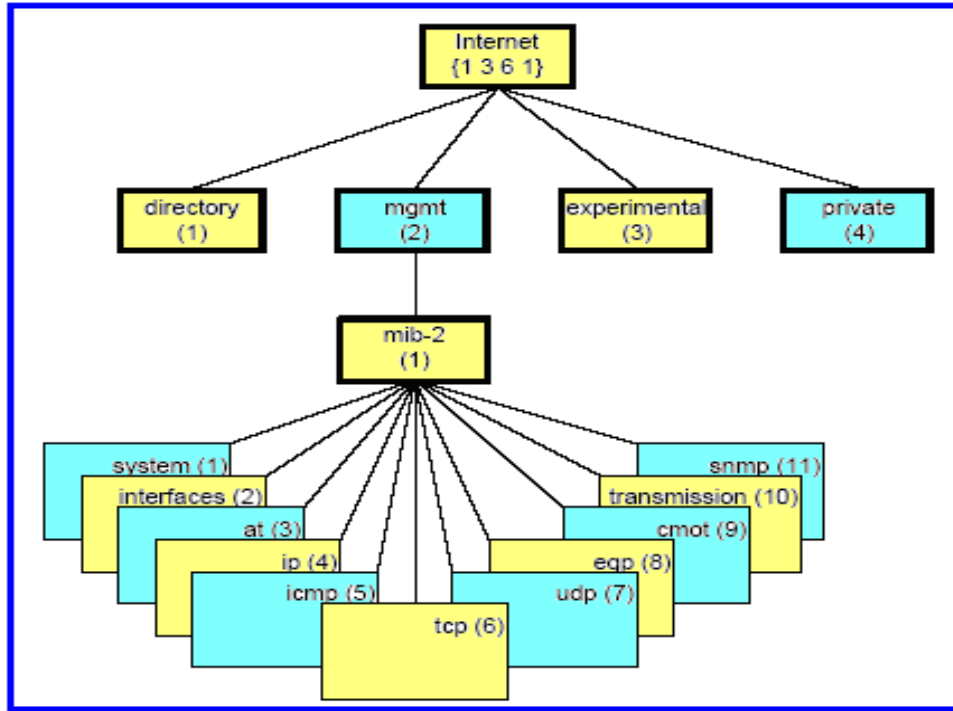 Internet
{1 3 6 1}
directory
(1)
mgmt
(2)
experimental
(3)
private
(4)
mib-2
(1)
system (1)
interfaces (2)
at (3)
ip (4)
icmp (5)
tcp (6)
udp (7)
egp (8)
cmot (9)
transmission (10)
snmp (11)